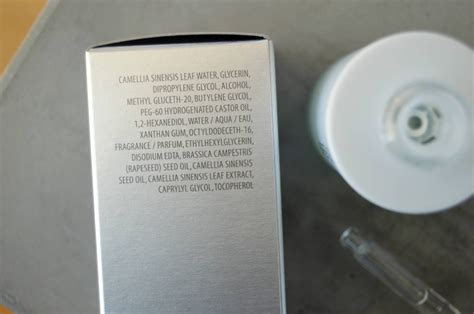 CAMELLIA SINENSIS LEAF WATER, GLYCERIN,
DIPROPYLENE GLYCOL, ALCOHOL,
METHYL GLUCETH-20, BUTYLENE GLYCOL,
PEG-60 HYDROGENATED CASTOR OIL,
1,2-HEXANEDIOL, WATER / AQUA / EAU,
XANTHAN GUM, OCTYLDODECETH-16,
FRAGRANCE / PARFUM, ETHYLHEXYLGLYCERIN,
DISODIUM EDTA, BRASSICA CAMPESTRIS
(RAPESEED) SEED OIL, CAMELLIA SINENSIS
SEED OIL, CAMELLIA SINENSIS LEAF EXTRACT,
CAPRYLYL GLYCOL, TOCOPHEROL